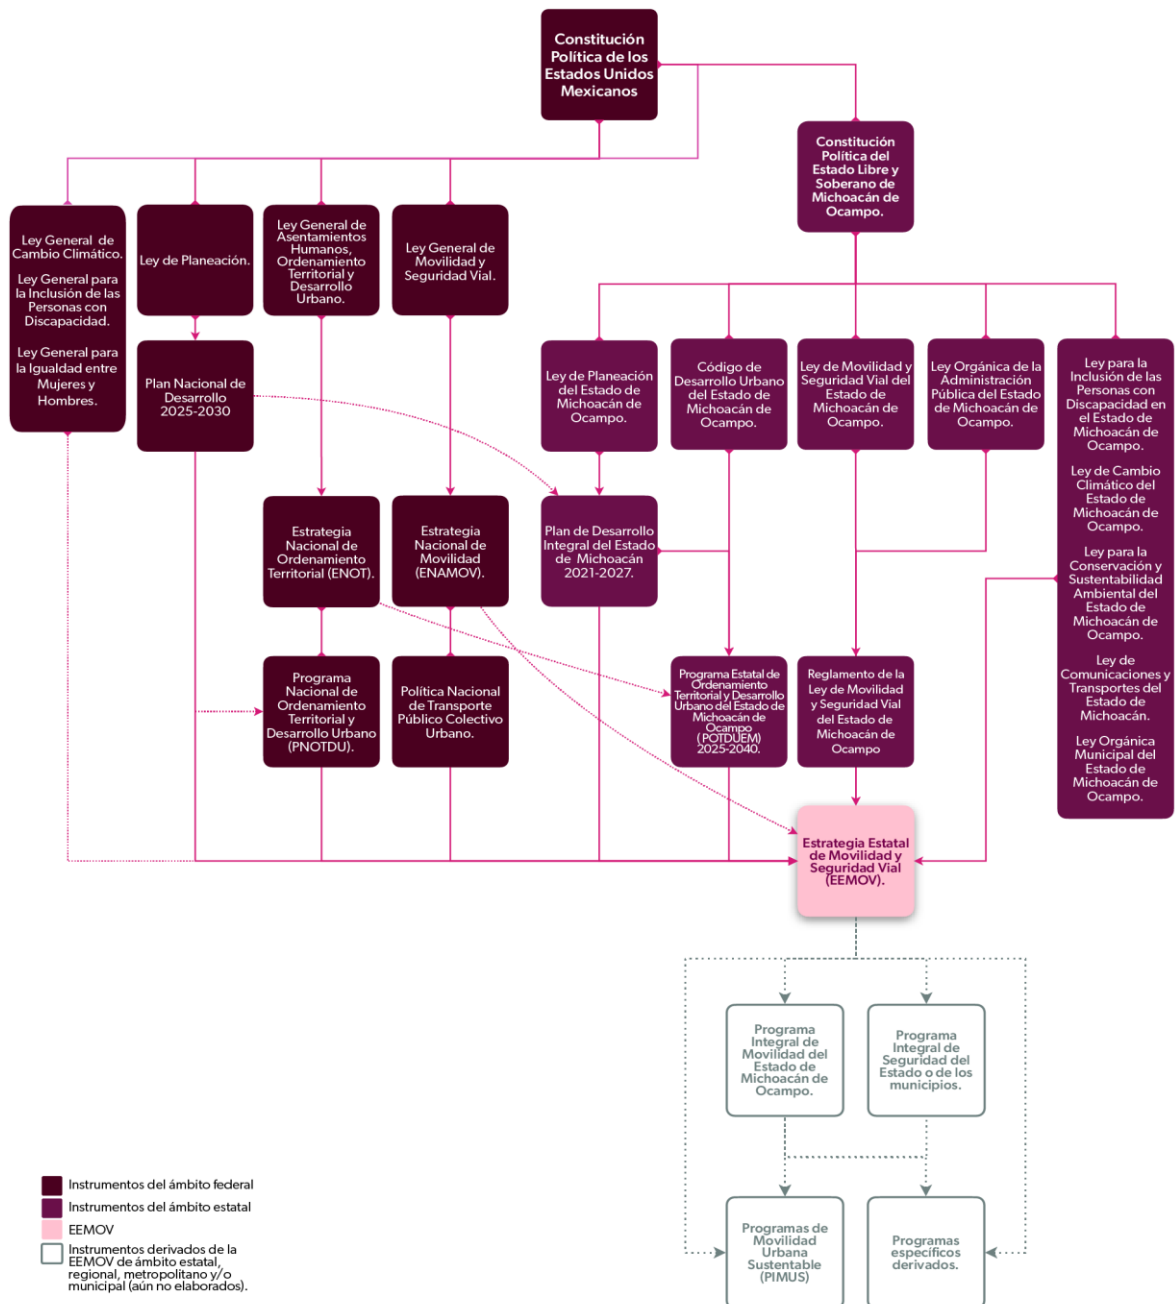 Constitución
Política de los
Estados Unidos
Mexicanos
Constitución
Política del
Estado Libre y
Soberano de
Michoacán de
Ocampo.
Ley General de
Cambio Climático.
Ley General para
la Inclusión de las
Personas con
Discapacidad.
Ley General para
la Igualdad entre
Mujeres y
Hombres.
Ley de Planeación.
Ley General de
Asentamientos
Humanos,
Ordenamiento
Territorial y
Desarrollo
Urbano.
Ley General de
Movilidad y
Seguridad Vial.
Plan Nacional de
Desarrollo
2025-2030
Ley de Planeación
del Estado de
Michoacán de
Ocampo.
Código de
Desarrollo Urbano
del Estado de
Michoacán de
Ocampo.
Ley de Movilidad y
Seguridad Vial del
Estado de
Michoacán de
Ocampo.
Ley Orgánica de la
Administración
Pública del Estado
de Michoacán de
Ocampo.
Ley para la
Inclusión de las
Personas con
Discapacidad en
el Estado de
Michoacán de
Ocampo.
Ley de Cambio
Climático del
Estado de
Michoacán de
Ocampo.
Ley para la
Conservación y
Sustentabilidad
Ambiental del
Estado de
Michoacán de
Ocampo.
Ley de
Comunicaciones y
Transportes del
Estado de
Michoacán.
Ley Orgánica
Municipal del
Estado de
Michoacán de
Ocampo.
Estrategia
Nacional de
Ordenamiento
Territorial (ENOT).
Estrategia
Nacional de
Movilidad
(ENAMOV).
Plan de Desarrollo
Integral del Estado
de Michoacán
2021-2027.
Programa
Nacional de
Ordenamiento
Territorial y
Desarrollo Urbano
(PNOTDU).
Política Nacional
de Transporte
Público Colectivo
Urbano.
Programa Estatal de
Ordenamiento
Territorial y Desarrollo
Urbano del Estado de
Michoacán de
Ocampo
( POTDUEM)
2025-2040.
Reglamento de la
Ley de Movilidad
y Seguridad Vial
del Estado de
Michoacán de
Ocampo
Estrategia Estatal
de Movilidad y
Seguridad Vial
(EEMOV).
Programa
Integral de
Movilidad del
Estado de
Michoacán de
Ocampo.
Programa
Integral de
Seguridad del
Estado o de los
municipios.
Programas de
Movilidad
Urbana
Sustentable
(PIMUS)
Programas
específicos
derivados.
Instrumentos del ámbito federal
Instrumentos del ámbito estatal
EEMOV
Instrumentos derivados de la
EEMOV de ámbito estatal,
regional, metropolitano y/o
municipal (aún no elaborados).